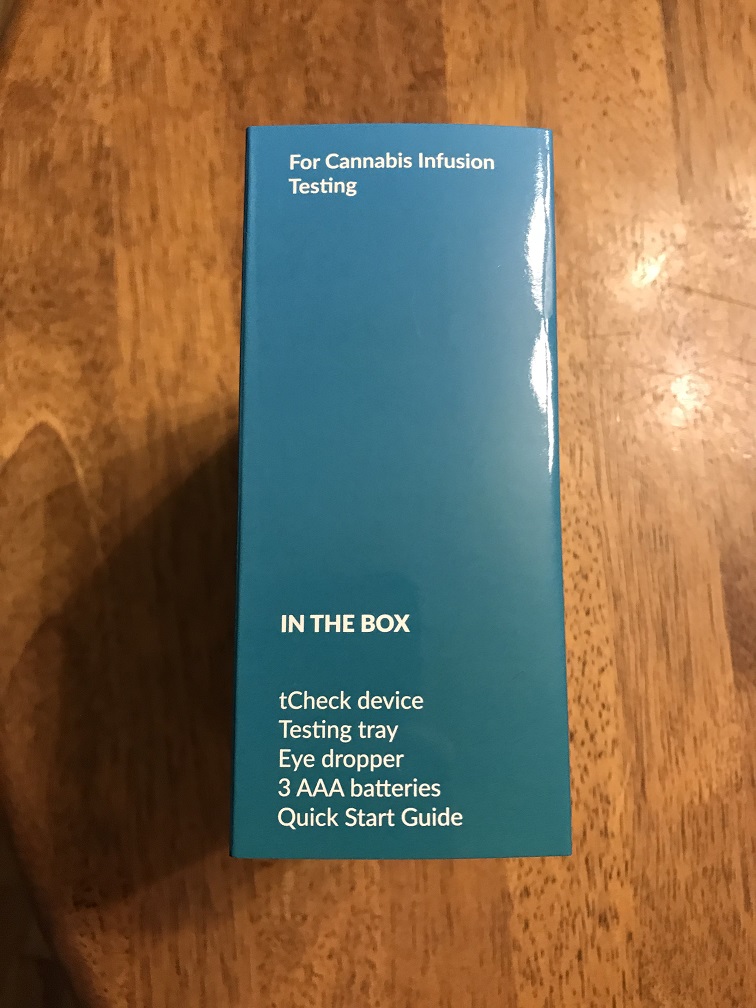 For Cannabis Infusion
Testing
IN THE BOX
tCheck device
Testing tray
Eye dropper
3 AAA batteries
Quick Start Guide